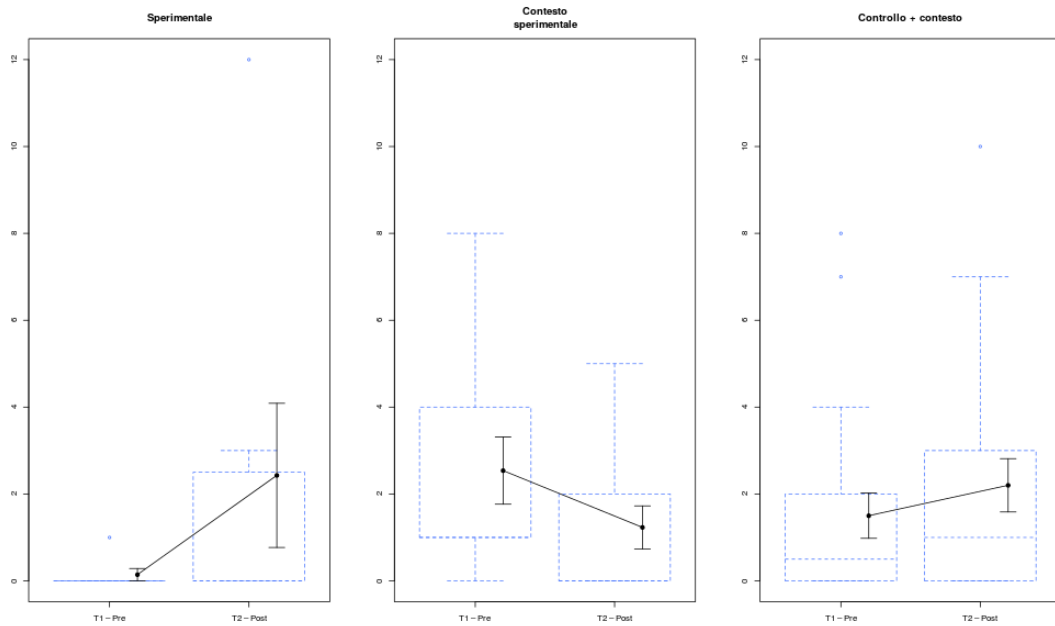 Sperimentale
12
10
8
6
4
2
0
T1 − Pre
T2 − Post
Contesto
sperimentale
12
10
8
6
4
2
0
T1 − Pre
T2 − Post
Controllo + contesto
12
10
8
6
4
2
0
T1 − Pre
T2 − Post